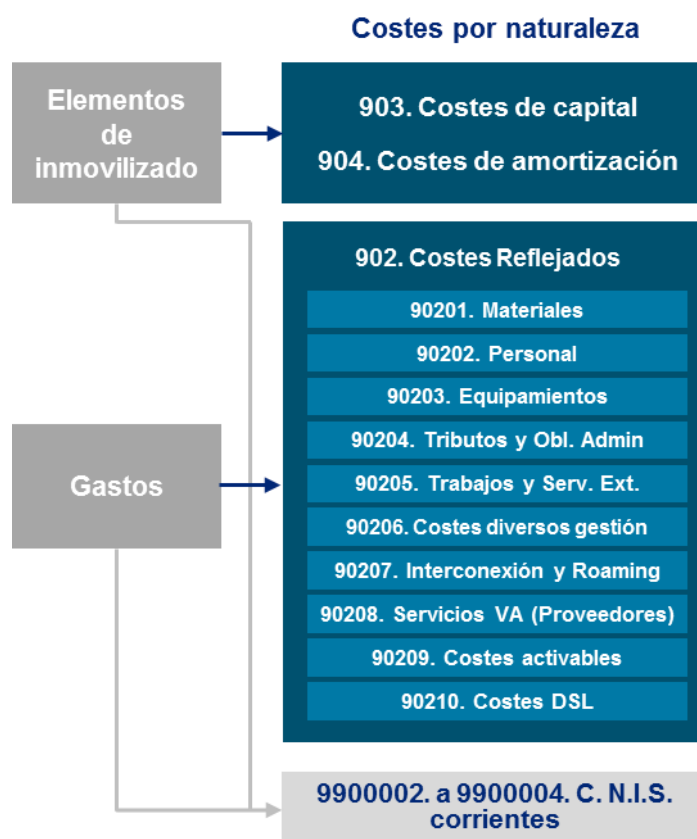 Costes por naturaleza
Elementos
de
inmovilizado
903. Costes de capital
904. Costes de amortización
902. Costes Reflejados
90201. Materiales
90202. Personal
90203. Equipamientos
90204. Tributos y Obl. Admin
Gastos
90205. Trabajos y Serv. Ext.
90206. Costes diversos gestión
90207. Interconexión y Roaming
90208. Servicios VA (Proveedores)
90209. Costes activables
90210. Costes DSL
9900002. a 9900004. C. N.I.S.
corrientes